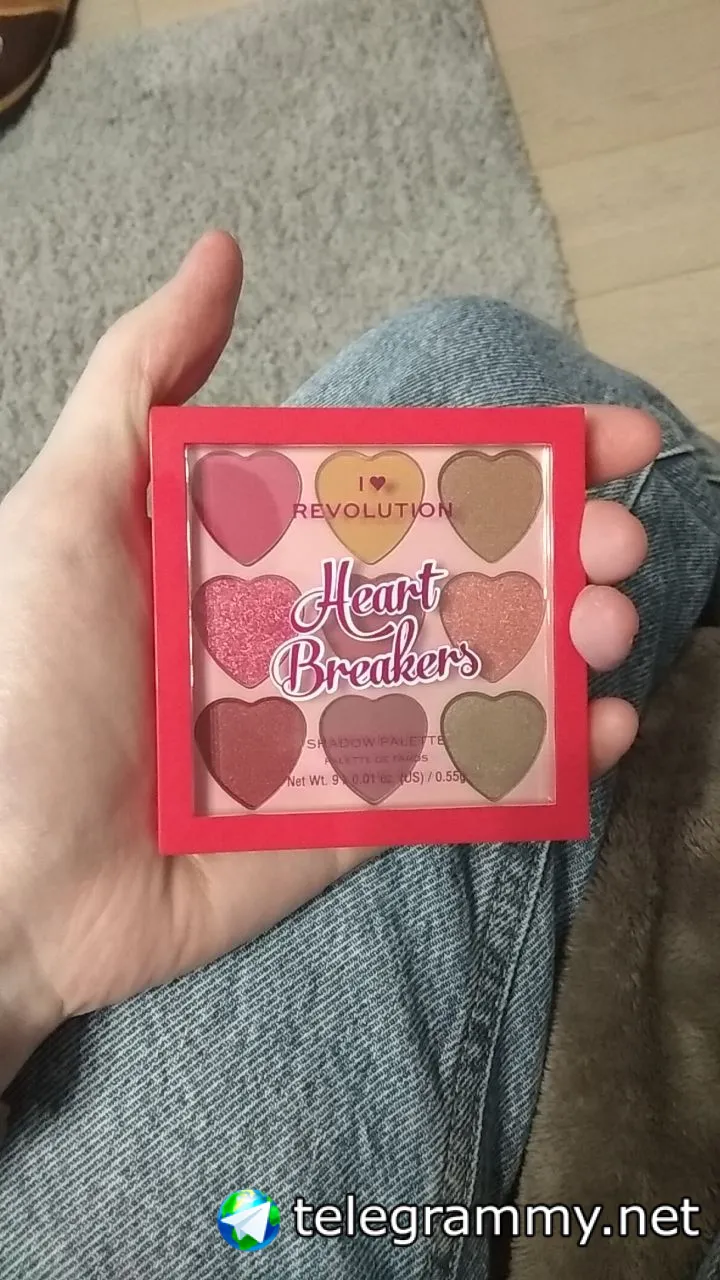 I♥
REVOLUTION
Heart
Breakers
SHADOW PALETTE
PALETTE DE FARDS
Net Wt. 9 x 0.01 oz. (US) / 0.55g
telegrammy.net